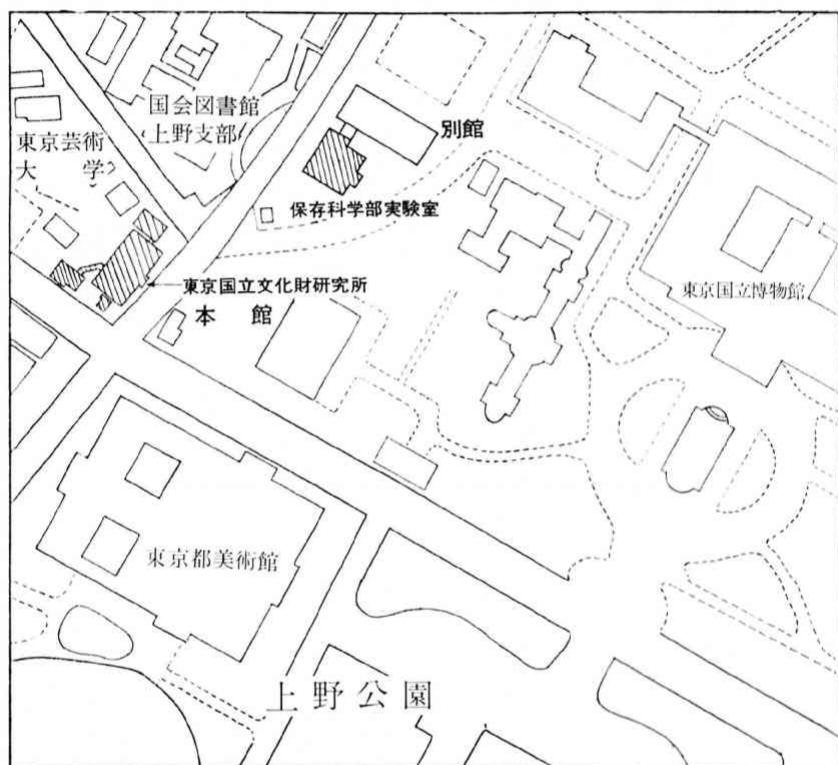 国会図書館
上野支部
東京芸術
大学
別館
保存科学部実験室
東京国立文化財研究所
本館
東京国立博物館
東京都美術館
上野公園